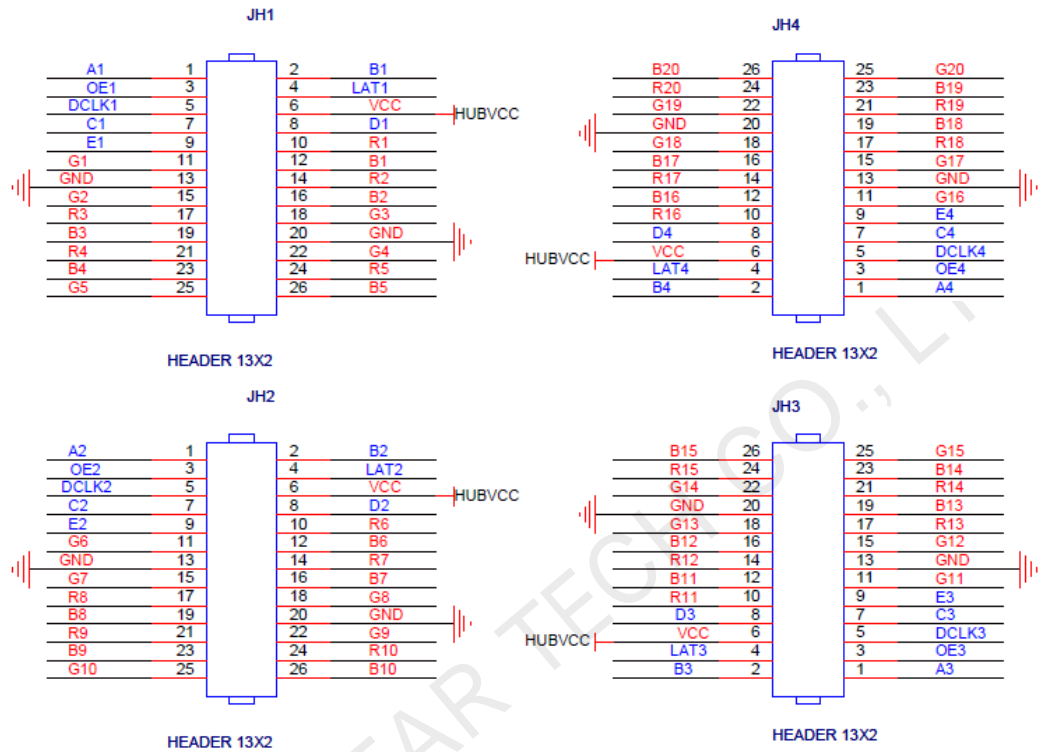 JH1
A1 1 2 B1
OE1 3 4 LAT1
DCLK1 5 6 VCC HUBVCC
C1 7 8 D1
E1 9 10 R1
G1 11 12 B1
GND 13 14 R2
G2 15 16 B2
R3 17 18 G3
B3 19 20 GND
R4 21 22 G4
B4 23 24 R5
G5 25 26 B5
HEADER 13X2
JH4
B20 26 25 G20
R20 24 23 B19
G19 22 21 R19
GND 20 19 B18
G18 18 17 R18
B17 16 15 G17
R17 14 13 GND
B16 12 11 G16
R16 10 9 E4
D4 8 7 C4
HUBVCC VCC 6 5 DCLK4
LAT4 4 3 OE4
B4 2 1 A4
HEADER 13X2
JH2
A2 1 2 B2
OE2 3 4 LAT2
DCLK2 5 6 VCC HUBVCC
C2 7 8 D2
E2 9 10 R6
G6 11 12 B6
GND 13 14 R7
G7 15 16 B7
R8 17 18 G8
B8 19 20 GND
R9 21 22 G9
B9 23 24 R10
G10 25 26 B10
HEADER 13X2
JH3
B15 26 25 G15
R15 24 23 B14
G14 22 21 R14
GND 20 19 B13
G13 18 17 R13
B12 16 15 G12
R12 14 13 GND
B11 12 11 G11
R11 10 9 E3
D3 8 7 C3
HUBVCC VCC 6 5 DCLK3
LAT3 4 3 OE3
B3 2 1 A3
HEADER 13X2
TECH CO.,